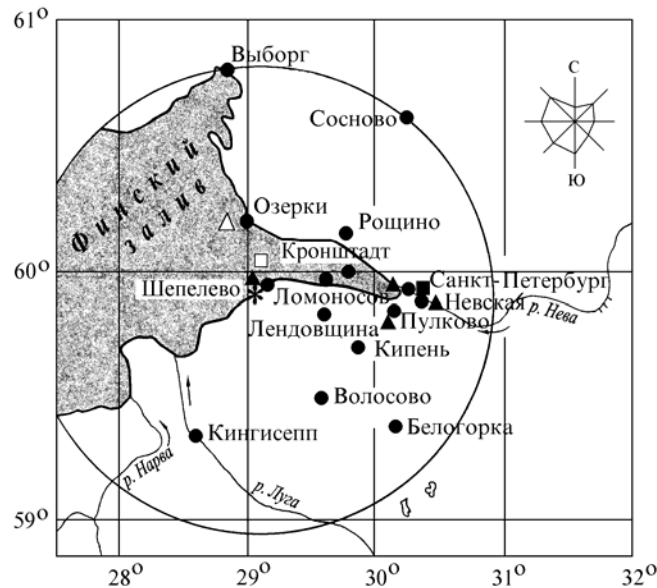 61°
Выборг
С
Сосново
Ю
Финский
залив
Озерки
Рощино
Кронштадт
60°
Санкт-Петербург
Шепелево
Ломоносов
Невская
р. Нева
Лендовщина
Пулково
Кипень
Волосово
Белогорка
Кингисепп
р. Нарва
р. Луга
59°
28° 29° 30° 31° 32°